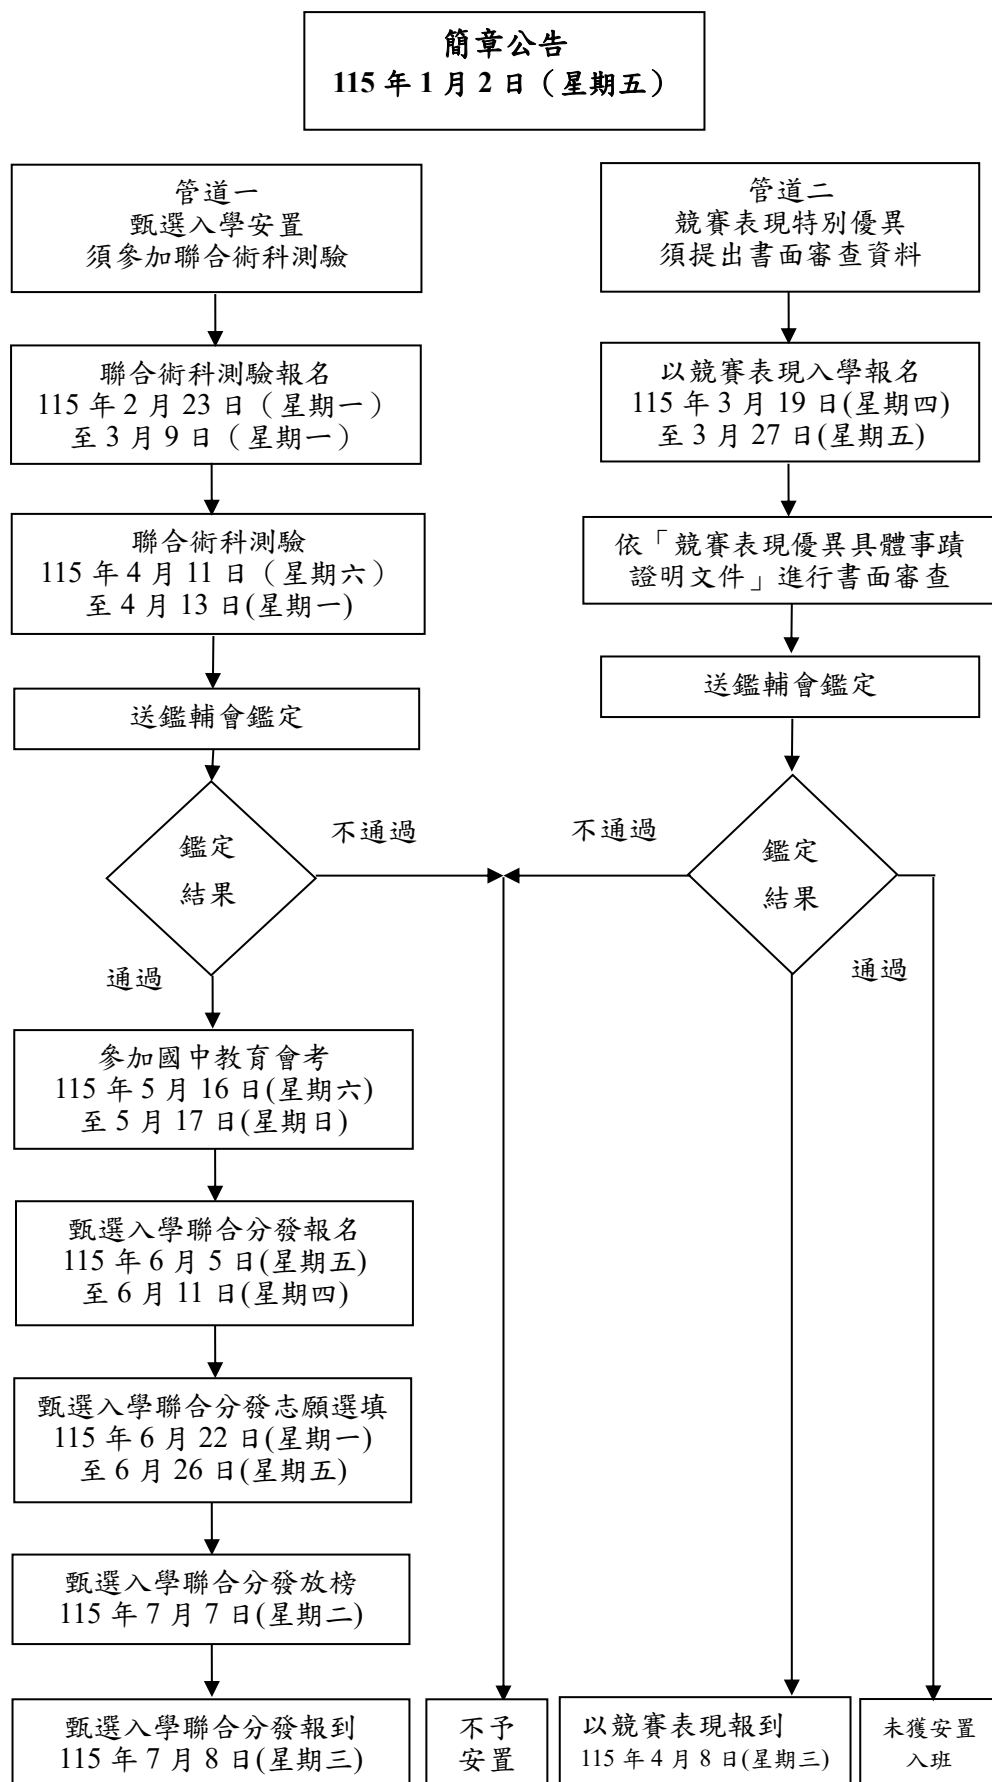 簡章公告
115 年 1 月 2 日（星期五）
管道一
甄選入學安置
須參加聯合術科測驗
管道二
競賽表現特別優異
須提出書面審查資料
聯合術科測驗報名
115 年 2 月 23 日（星期一）
至 3 月 9 日（星期一）
以競賽表現入學報名
115 年 3 月 19 日(星期四)
至 3 月 27 日(星期五)
聯合術科測驗
115 年 4 月 11 日（星期六）
至 4 月 13 日(星期一)
依「競賽表現優異具體事蹟
證明文件」進行書面審查
送鑑輔會鑑定
送鑑輔會鑑定
鑑定
結果
不通過
不通過
鑑定
結果
通過
通過
參加國中教育會考
115 年 5 月 16 日(星期六)
至 5 月 17 日(星期日)
甄選入學聯合分發報名
115 年 6 月 5 日(星期五)
至 6 月 11 日(星期四)
甄選入學聯合分發志願選填
115 年 6 月 22 日(星期一)
至 6 月 26 日(星期五)
甄選入學聯合分發放榜
115 年 7 月 7 日(星期二)
甄選入學聯合分發報到
115 年 7 月 8 日(星期三)
不予
安置
以競賽表現報到
115 年 4 月 8 日(星期三)
未獲安置
入班